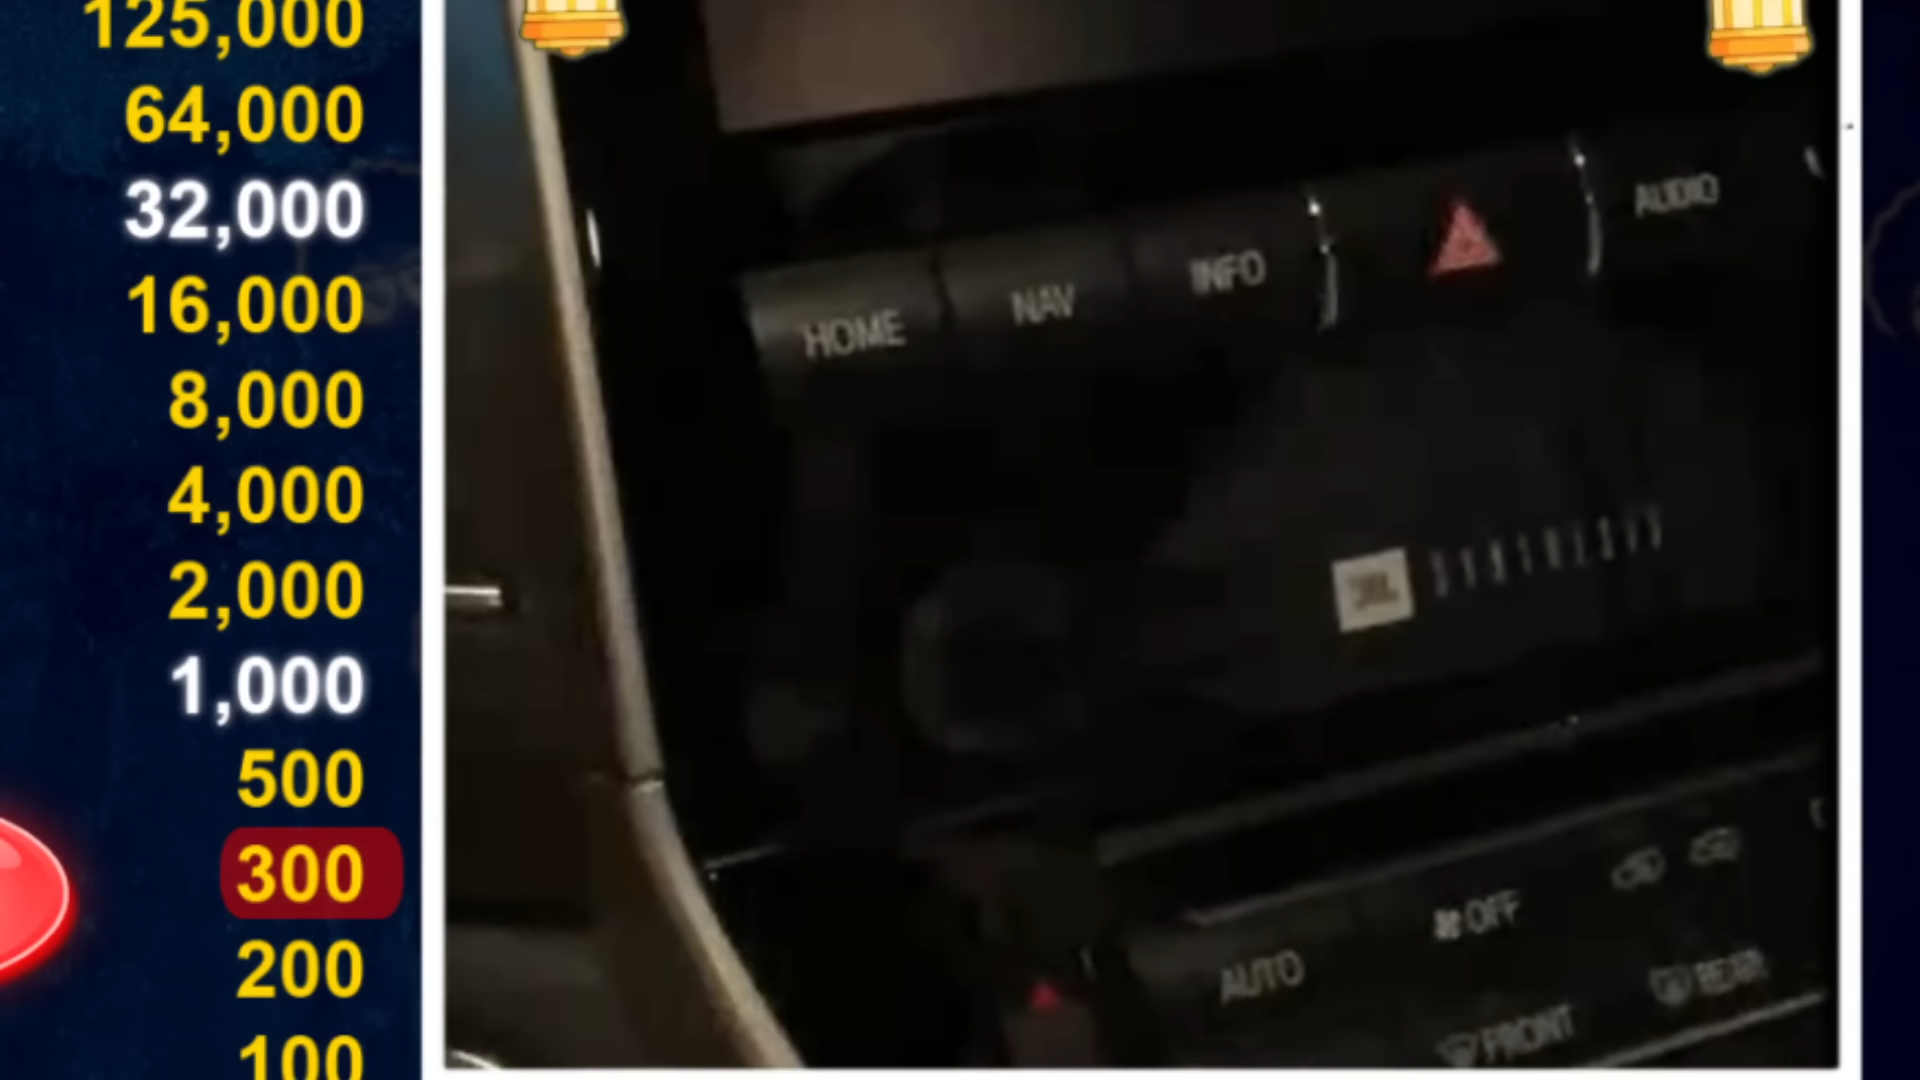 125,000
64,000
32,000
16,000
8,000
4,000
2,000
1,000
500
300
200
100
HOME
NAV
INFO
AUDIO
JBL SYNTHESIS
AUTO
OFF
FRONT
REAR